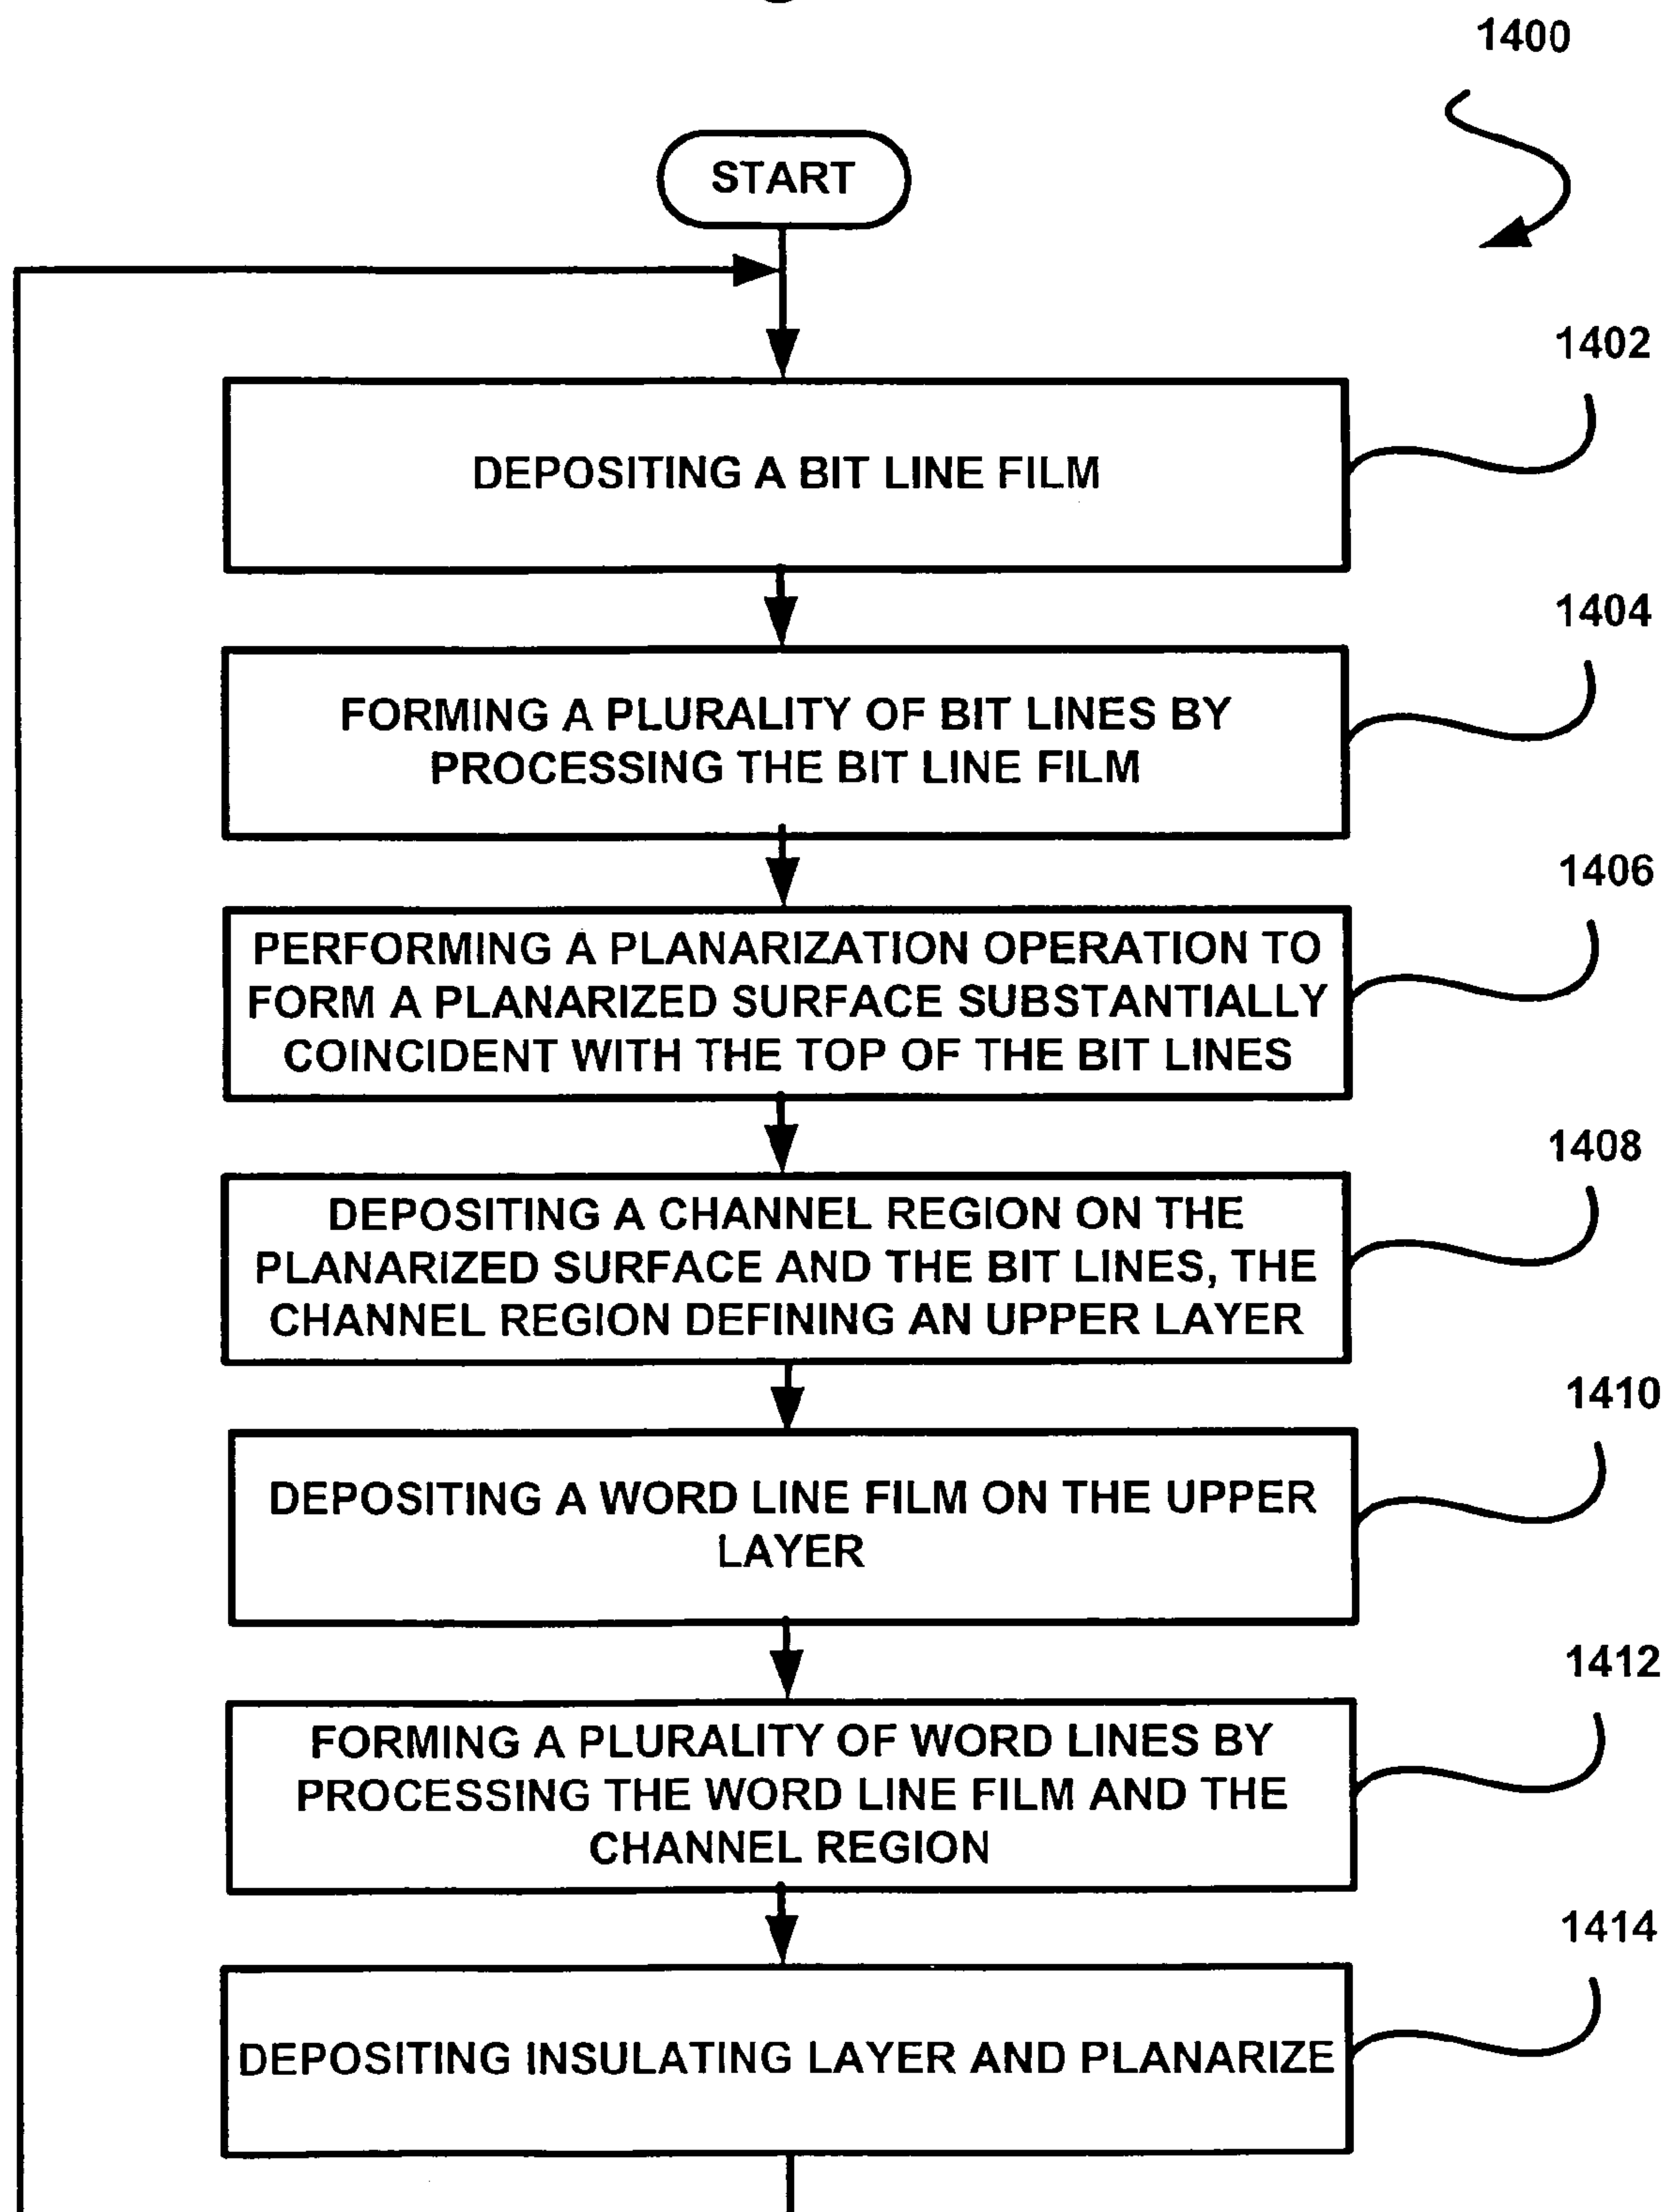 1400
START
1402
DEPOSITING A BIT LINE FILM
1404
FORMING A PLURALITY OF BIT LINES BY
PROCESSING THE BIT LINE FILM
1406
PERFORMING A PLANARIZATION OPERATION TO
FORM A PLANARIZED SURFACE SUBSTANTIALLY
COINCIDENT WITH THE TOP OF THE BIT LINES
1408
DEPOSITING A CHANNEL REGION ON THE
PLANARIZED SURFACE AND THE BIT LINES, THE
CHANNEL REGION DEFINING AN UPPER LAYER
1410
DEPOSITING A WORD LINE FILM ON THE UPPER
LAYER
1412
FORMING A PLURALITY OF WORD LINES BY
PROCESSING THE WORD LINE FILM AND THE
CHANNEL REGION
1414
DEPOSITING INSULATING LAYER AND PLANARIZE